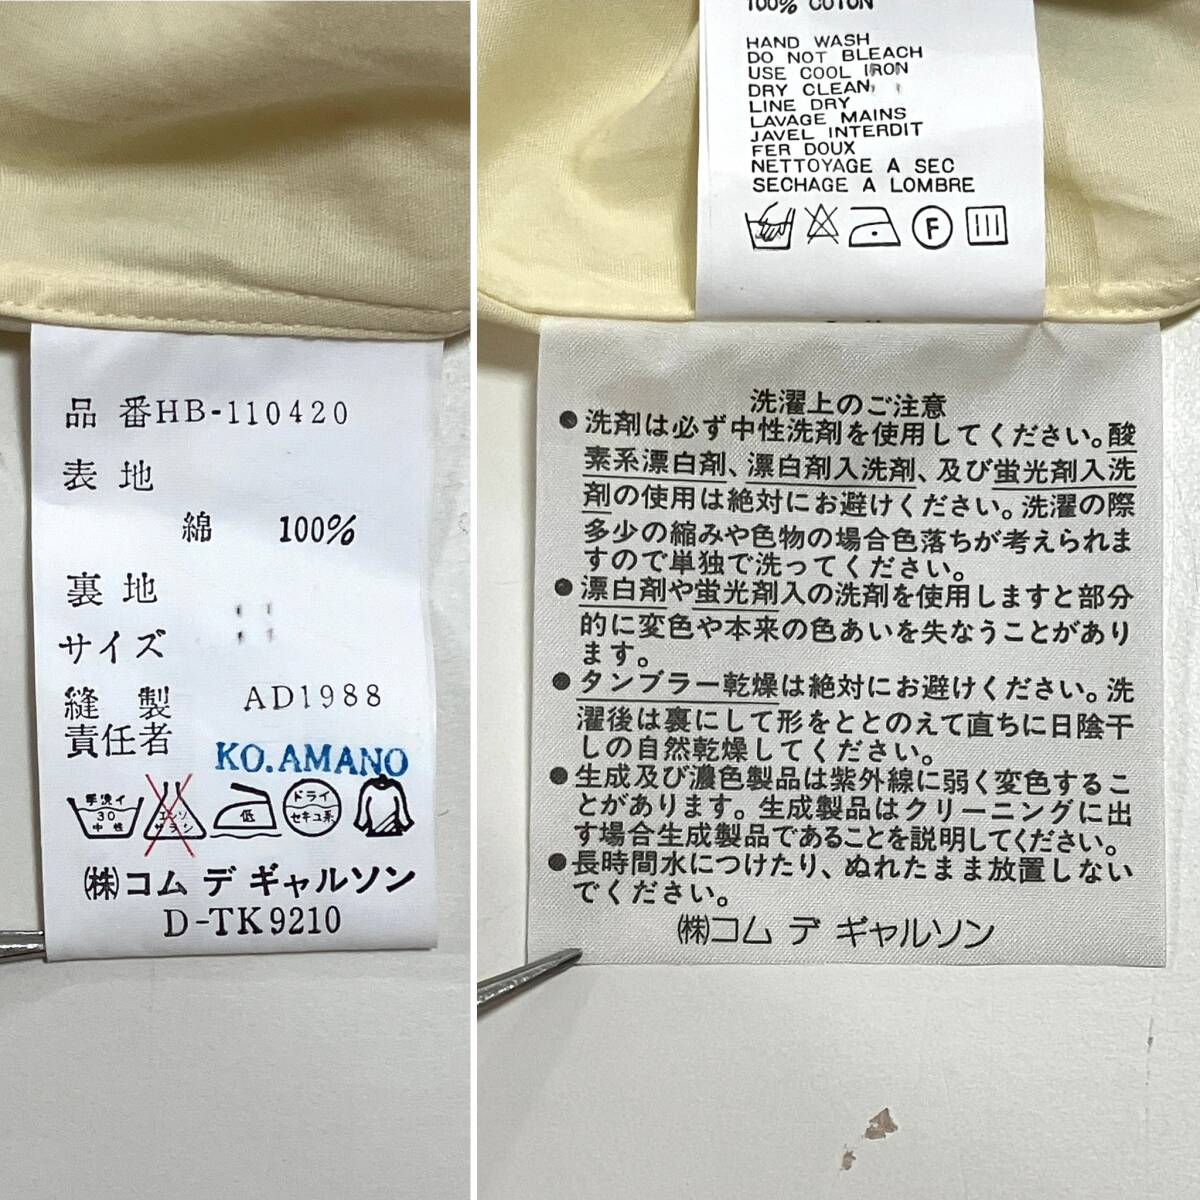 品 番HB-110420
表 地
綿 100%
裏 地
サイズ
縫 製 AD1988
責任者 KO.AMANO
手洗イ
30
中性
エンソ
サラシ
低
ドライ
セキユ系
㈱コム デ ギャルソン
D-TK9210
100% COTON
HAND WASH
DO NOT BLEACH
USE COOL IRON
DRY CLEAN
LINE DRY
LAVAGE MAINS
JAVEL INTERDIT
FER DOUX
NETTOYAGE A SEC
SECHAGE A LOMBRE
F
洗濯上のご注意
●洗剤は必ず中性洗剤を使用してください。酸
素系漂白剤、漂白剤入洗剤、及び蛍光剤入洗
剤の使用は絶対にお避けください。洗濯の際
多少の縮みや色物の場合色落ちが考えられま
すので単独で洗ってください。
●漂白剤や蛍光剤入の洗剤を使用しますと部分
的に変色や本来の色あいを失なうことがあり
ます。
●タンブラー乾燥は絶対にお避けください。洗
濯後は裏にして形をととのえて直ちに日陰干
しの自然乾燥してください。
●生成及び濃色製品は紫外線に弱く変色するこ
とがあります。生成製品はクリーニングに出
す場合生成製品であることを説明してください。
●長時間水につけたり、ぬれたまま放置しない
でください。
㈱コム デ ギャルソン